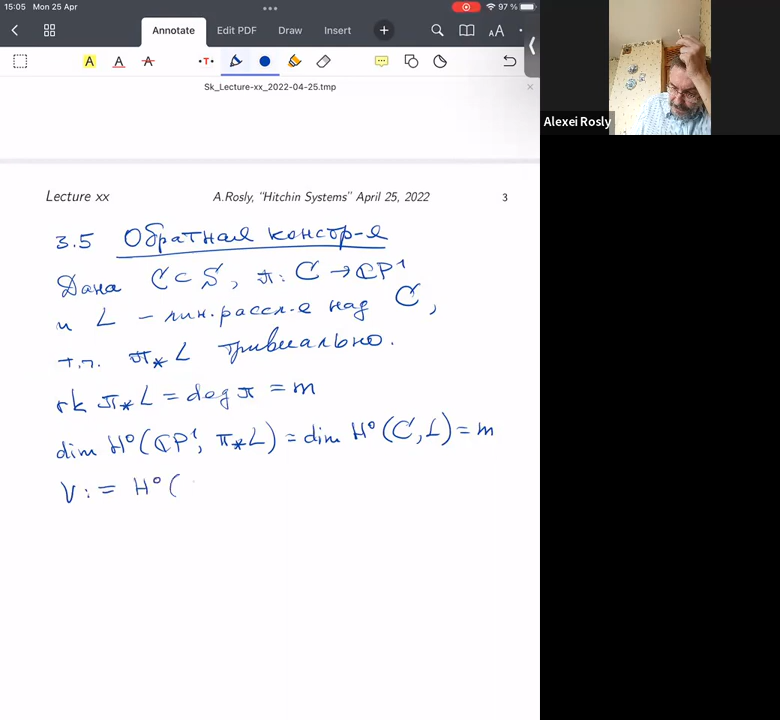 15:05 Mon 25 Apr
97 %
Annotate Edit PDF Draw Insert
Sk_Lecture-xx_2022-04-25.tmp
Alexei Rosly
Lecture xx A.Rosly, "Hitchin Systems" April 25, 2022 3
3.5 Обратная констр-я
Дана C ⊂ S, π: C → CP¹
и L – лин.рассл-е над C,
т.ч. π⁎L тривиально.
rk π⁎L = deg π = m
dim H⁰(CP¹, π⁎L) = dim H⁰(C, L) = m
V := H⁰(